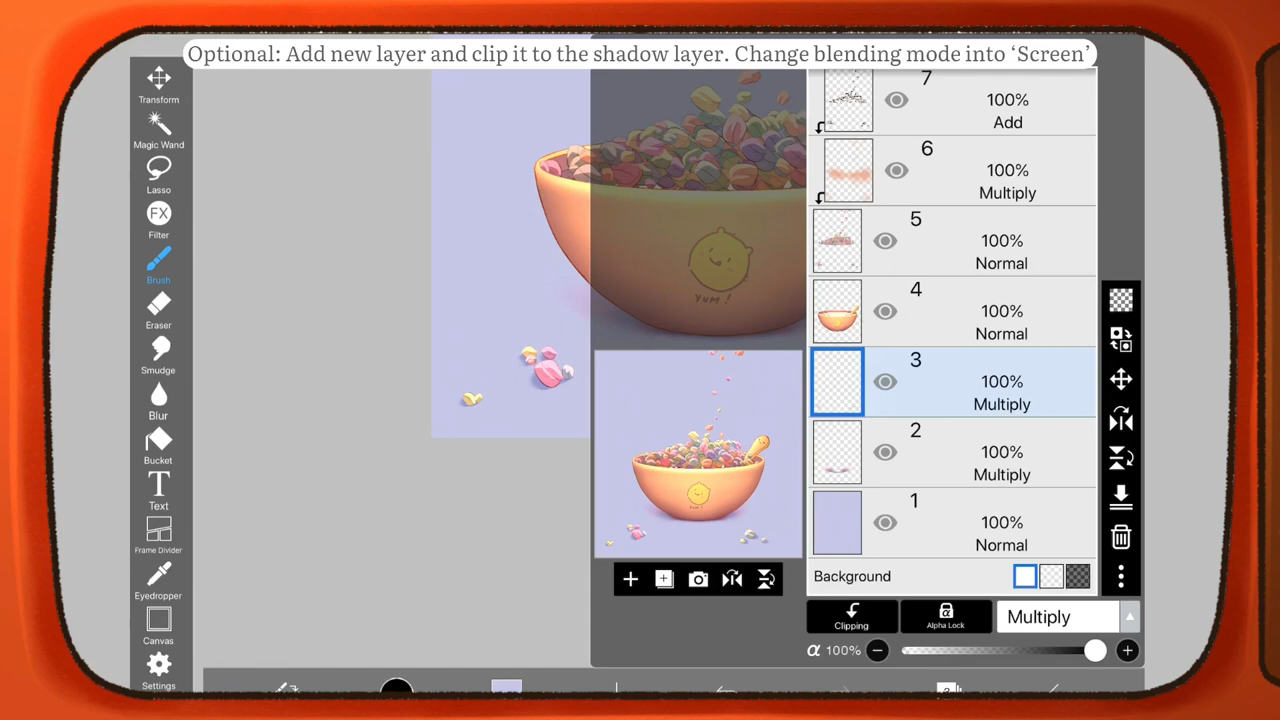 Optional: Add new layer and clip it to the shadow layer. Change blending mode into ‘Screen’
Transform
Magic Wand
Lasso
FX
Filter
Brush
Eraser
Smudge
Blur
Bucket
T
Text
Frame Divider
Eyedropper
Canvas
Settings
YUM !
7
100%
Add
6
100%
Multiply
5
100%
Normal
4
100%
Normal
3
100%
Multiply
2
100%
Multiply
1
100%
Normal
Background
Clipping
α
Alpha Lock
Multiply
α 100%